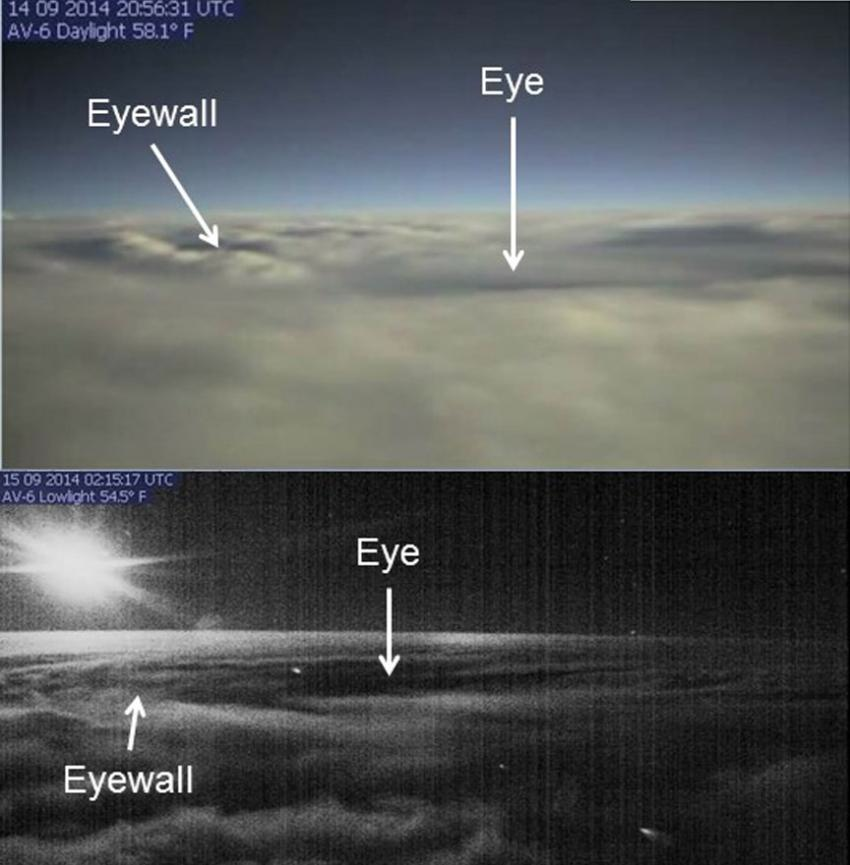 14 09 2014 20:56:31 UTC
AV-6 Daylight 58.1° F
Eye
Eyewall
15 09 2014 02:15:17 UTC
AV-6 Lowlight 54.5° F
Eye
Eyewall